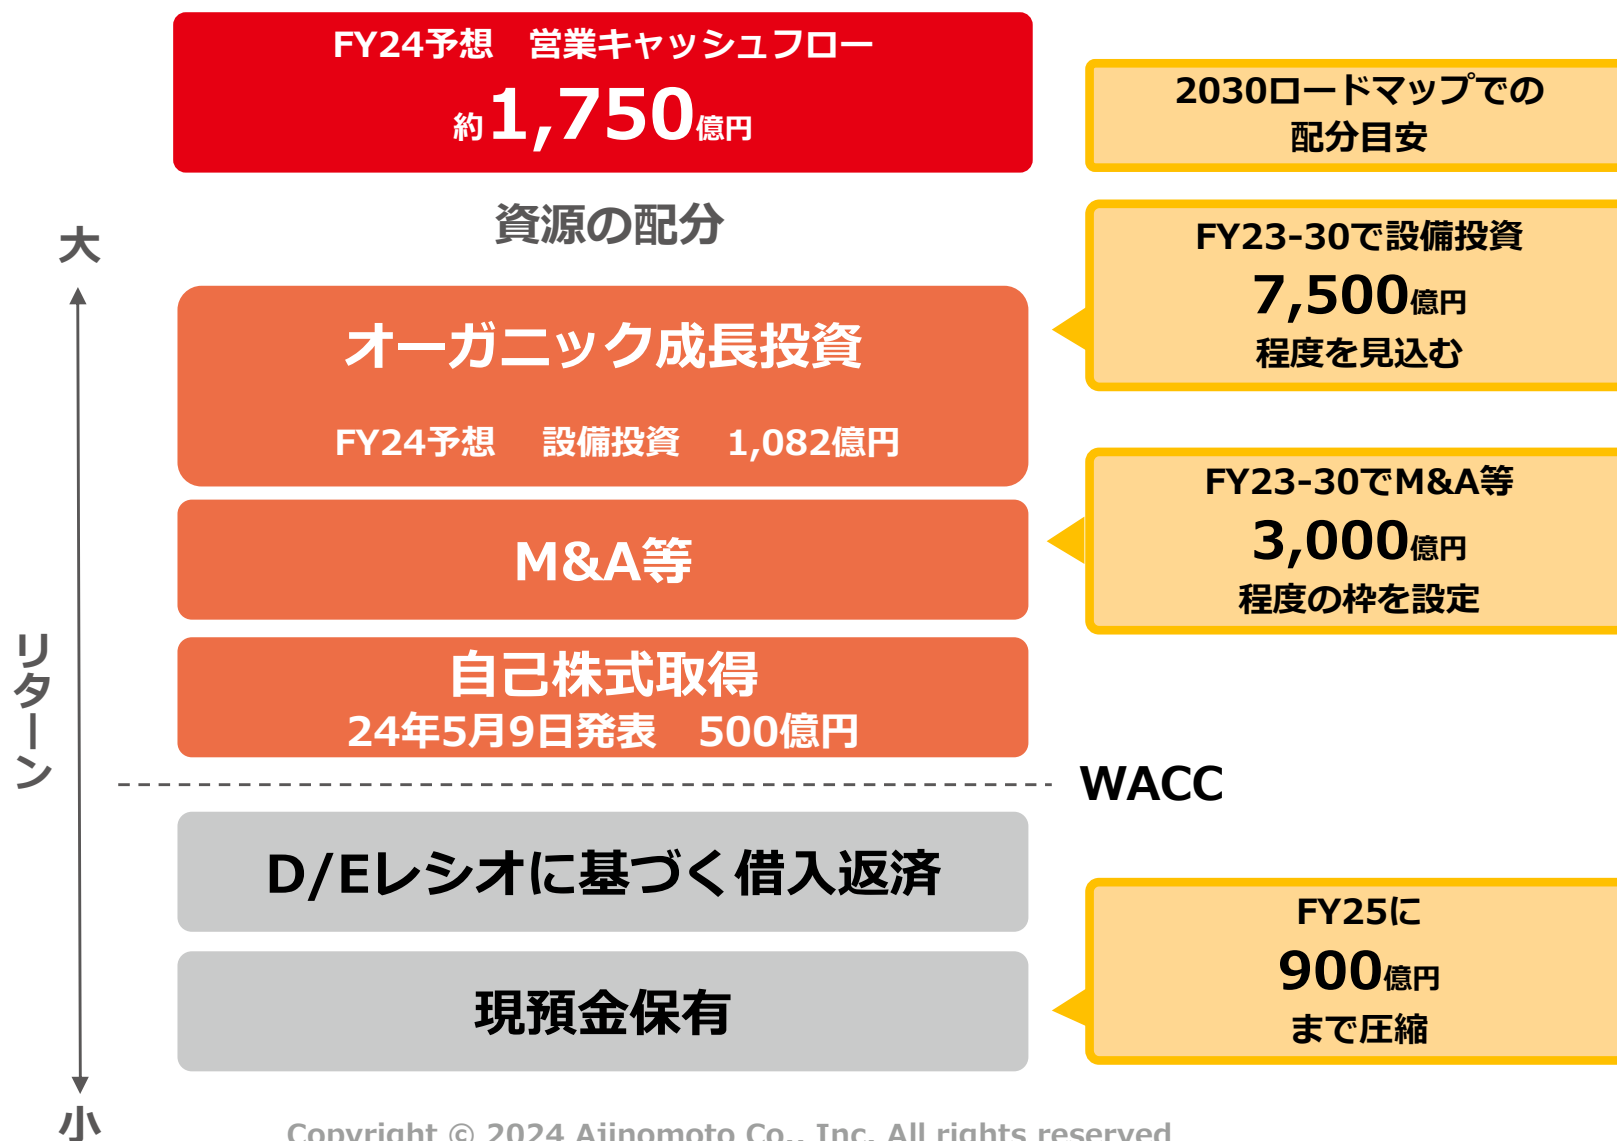 FY24予想　営業キャッシュフロー
約1,750億円
2030ロードマップでの
配分目安
資源の配分
大
リターン
小
オーガニック成長投資
FY24予想　設備投資　1,082億円
FY23-30で設備投資
7,500億円
程度を見込む
M&A等
FY23-30でM&A等
3,000億円
程度の枠を設定
自己株式取得
24年5月9日発表　500億円
WACC
D/Eレシオに基づく借入返済
現預金保有
FY25に
900億円
まで圧縮
Copyright © 2024 Ajinomoto Co., Inc. All rights reserved